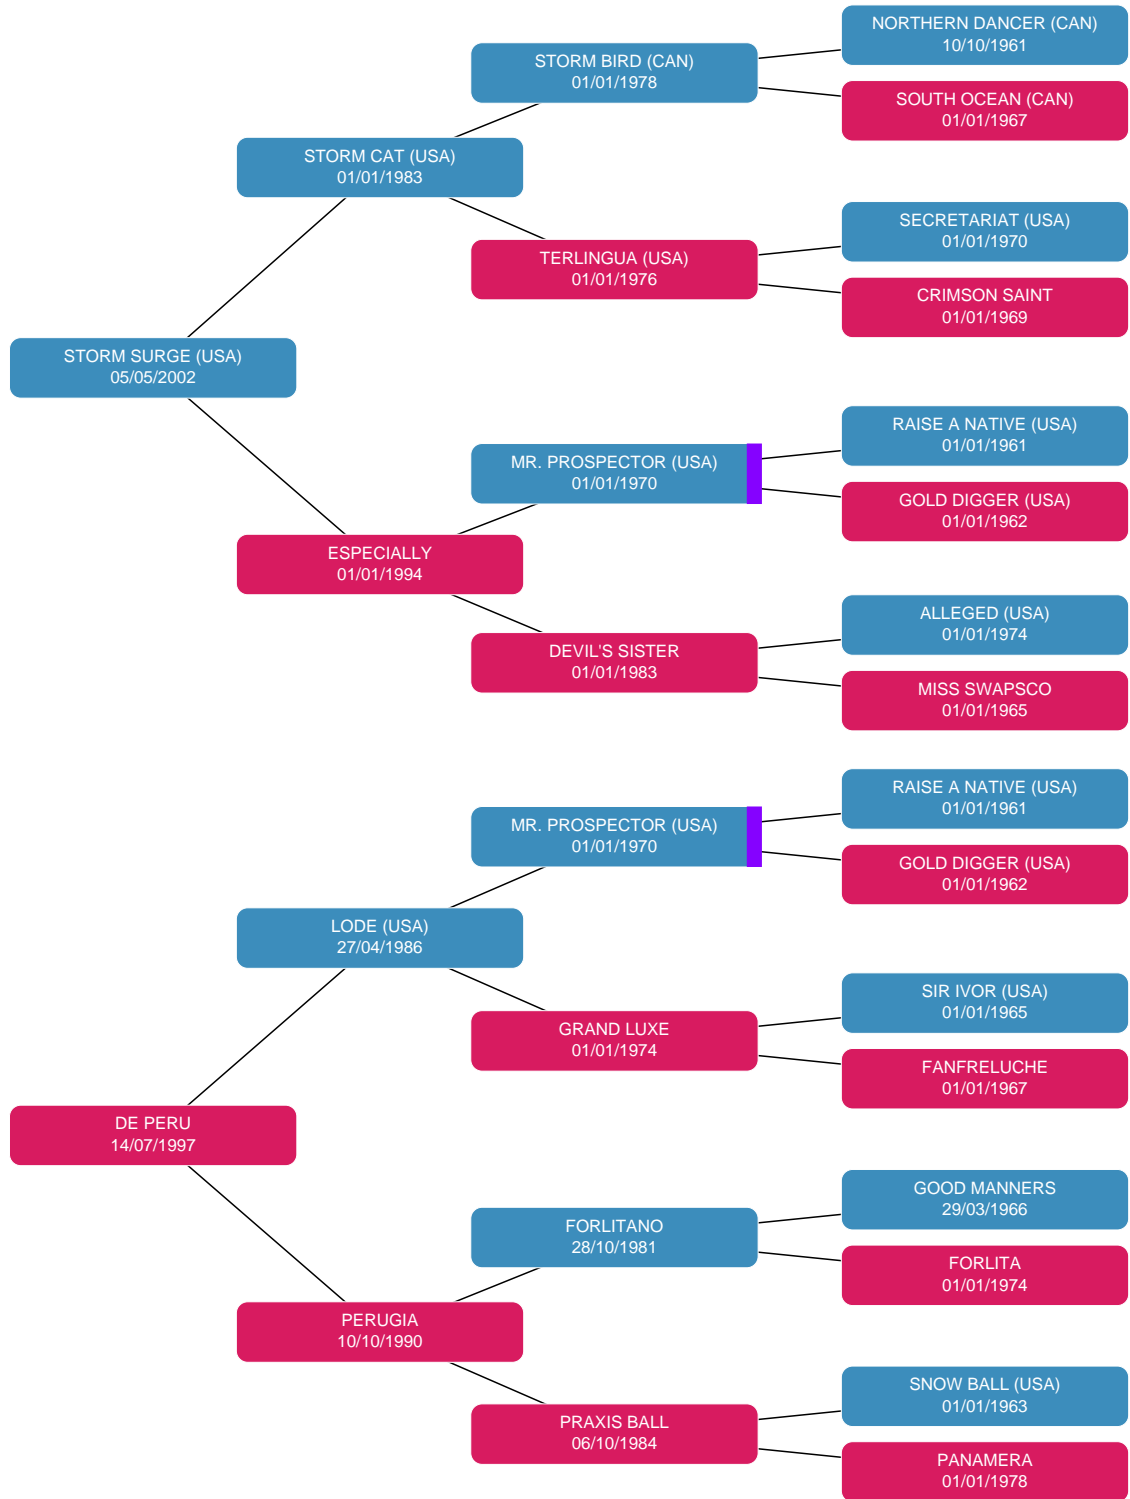 NORTHERN DANCER (CAN)
10/10/1961
STORM BIRD (CAN)
01/01/1978
SOUTH OCEAN (CAN)
01/01/1967
STORM CAT (USA)
01/01/1983
SECRETARIAT (USA)
01/01/1970
TERLINGUA (USA)
01/01/1976
CRIMSON SAINT
01/01/1969
STORM SURGE (USA)
05/05/2002
RAISE A NATIVE (USA)
01/01/1961
MR. PROSPECTOR (USA)
01/01/1970
GOLD DIGGER (USA)
01/01/1962
ESPECIALLY
01/01/1994
ALLEGED (USA)
01/01/1974
DEVIL'S SISTER
01/01/1983
MISS SWAPSCO
01/01/1965
RAISE A NATIVE (USA)
01/01/1961
MR. PROSPECTOR (USA)
01/01/1970
GOLD DIGGER (USA)
01/01/1962
LODE (USA)
27/04/1986
SIR IVOR (USA)
01/01/1965
GRAND LUXE
01/01/1974
FANFRELUCHE
01/01/1967
DE PERU
14/07/1997
GOOD MANNERS
29/03/1966
FORLITANO
28/10/1981
FORLITA
01/01/1974
PERUGIA
10/10/1990
SNOW BALL (USA)
01/01/1963
PRAXIS BALL
06/10/1984
PANAMERA
01/01/1978